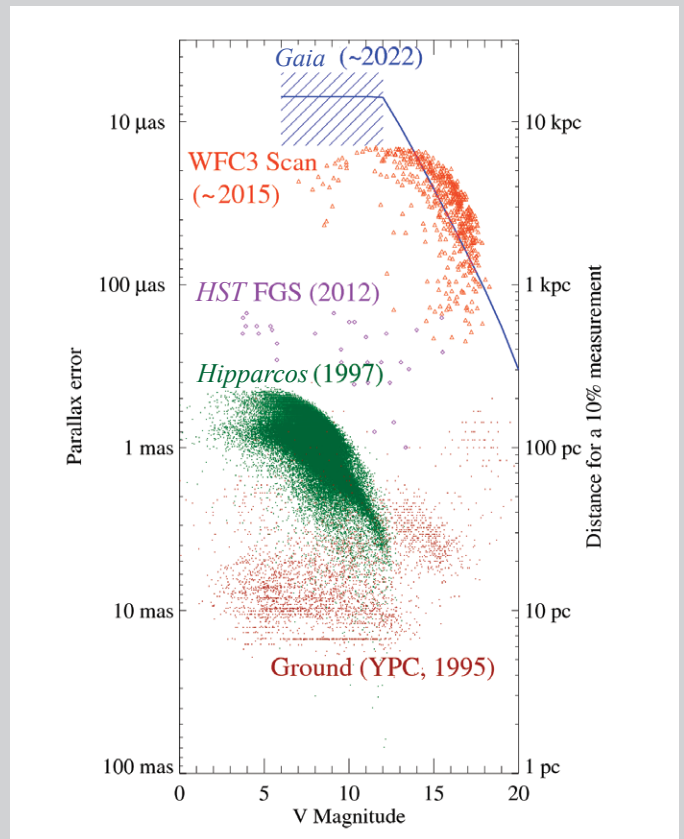 Gaia (~2022)
10 μas
10 kpc
WFC3 Scan
(~2015)
100 μas
1 kpc
HST FGS (2012)
Hipparcos (1997)
Parallax error
Distance for a 10% measurement
1 mas
100 pc
10 mas
10 pc
Ground (YPC, 1995)
100 mas
1 pc
0 5 10 15 20
V Magnitude